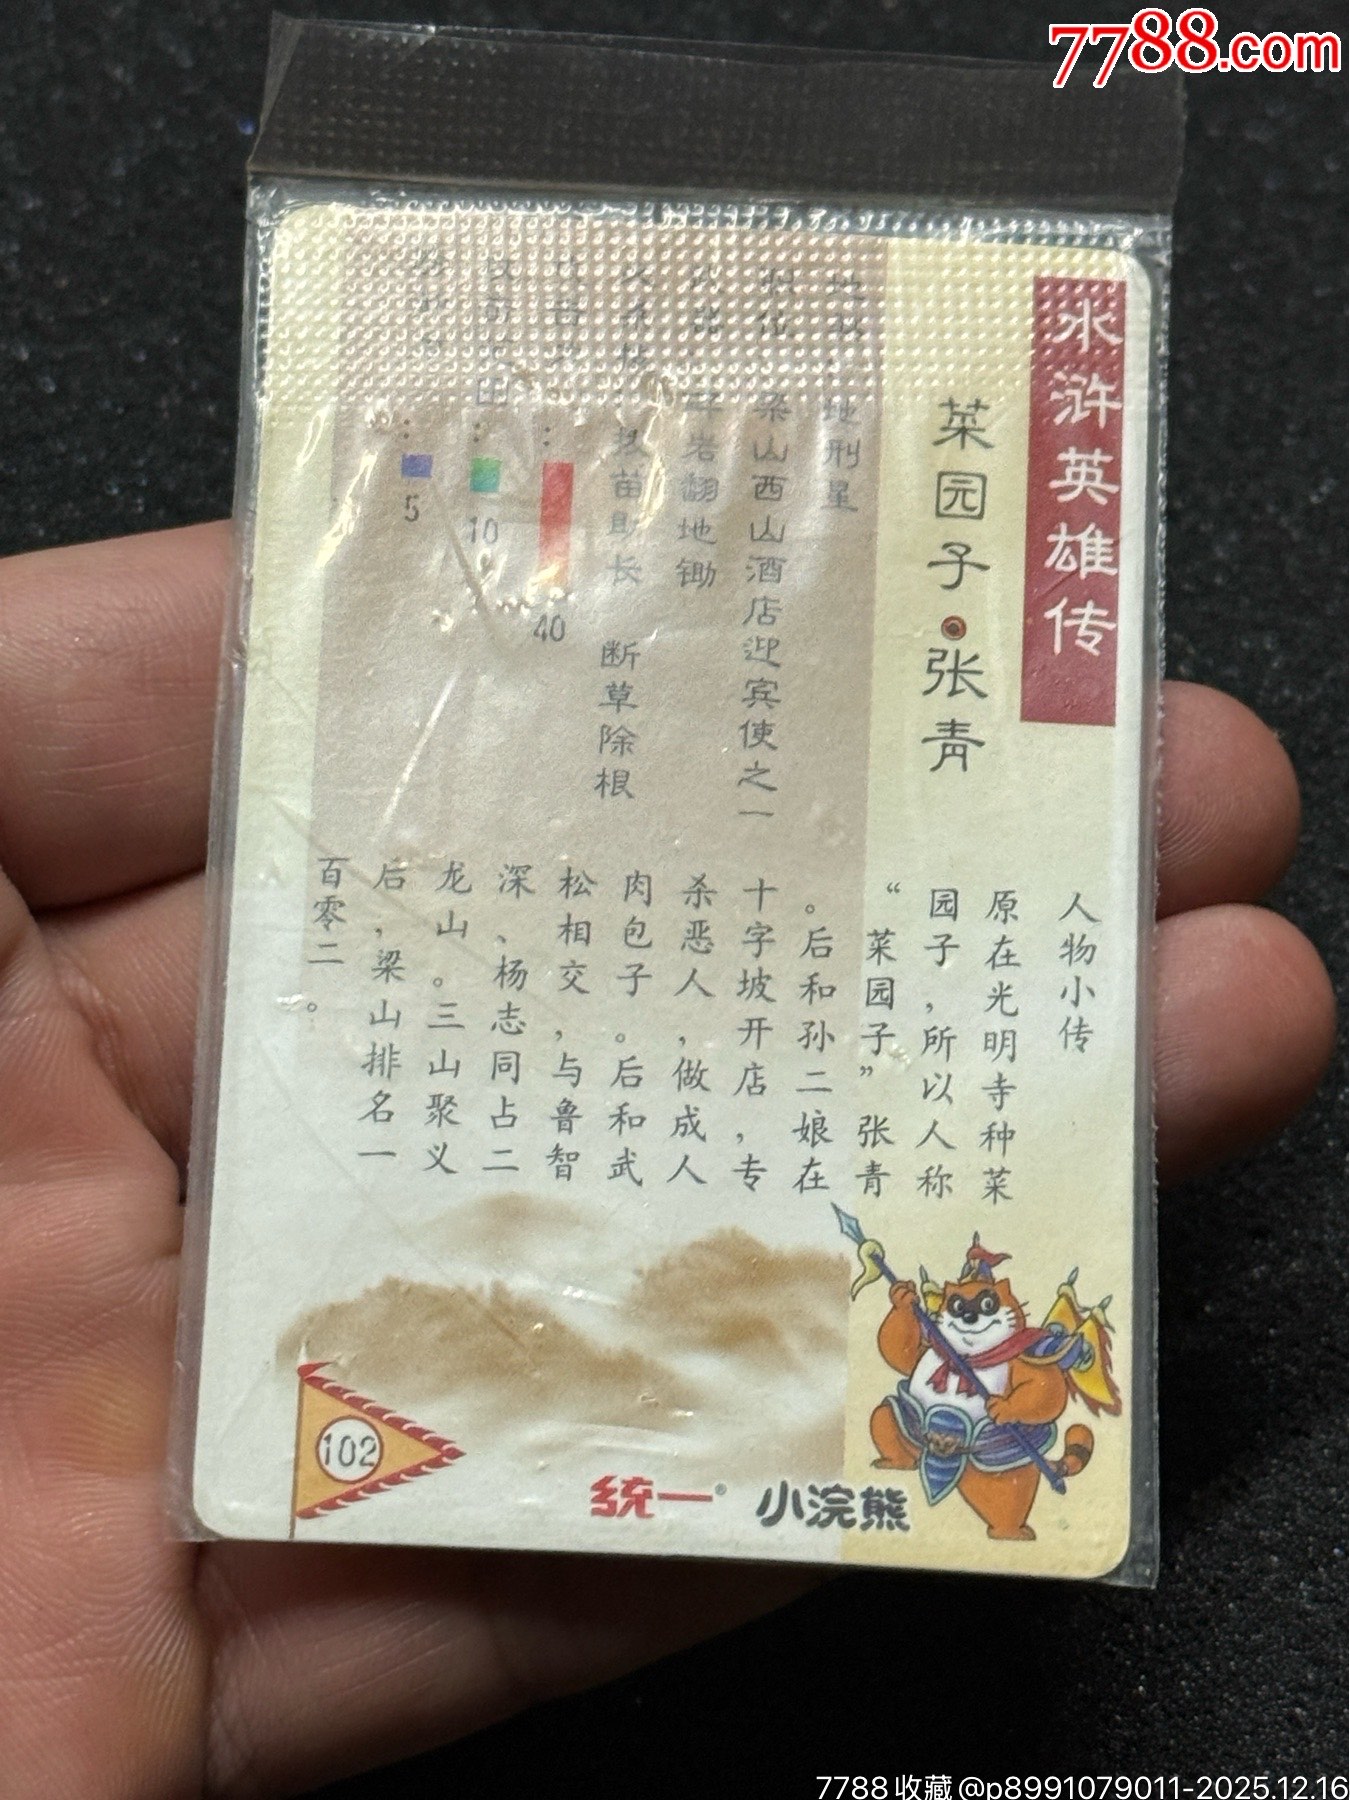 7788.com
水浒英雄传
菜园子·张青
地刑星
梁山西山酒店迎宾使之一
岩翻地锄
拔苗助长 断草除根
40
10
5
人物小传
原在光明寺种菜
园子，所以人称
“菜园子”张青
。后和孙二娘在
十字坡开店，专
杀恶人，做成人
肉包子。后和武
松相交，与鲁智
深、杨志同占二
龙山。三山聚义
后，梁山排名一
百零二。
102
统一® 小浣熊
7788收藏@p8991079011-2025.12.16